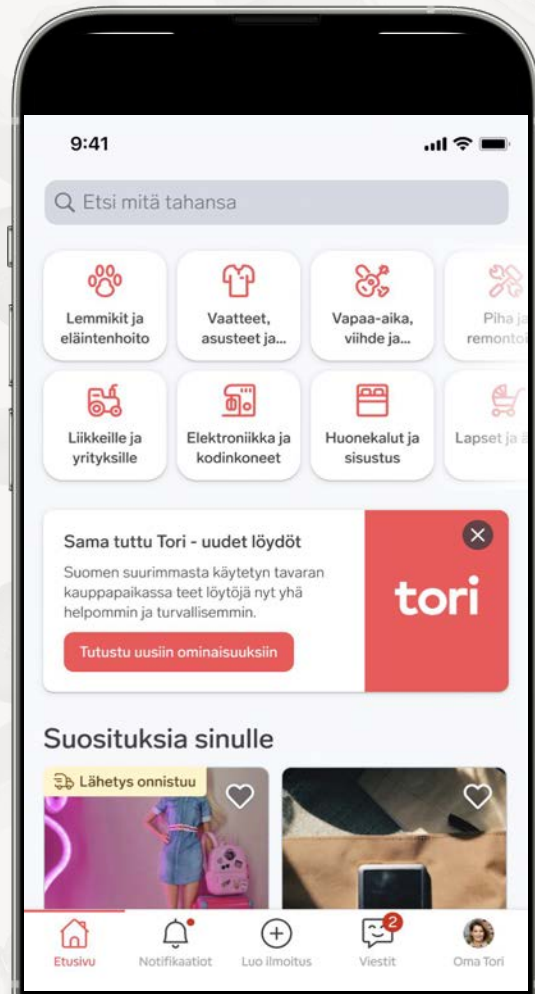 9:41
Etsi mitä tahansa
Lemmikit ja
eläintenhoito
Vaatteet,
asusteet ja...
Vapaa-aika,
viihde ja...
Piha ja
Liikkeille ja
yrityksille
Elektroniikka ja
kodinkoneet
Huonekalut ja
sisustus
Lapset ja
Sama tuttu Tori - uudet löydöt
Suomen suurimmasta käytetyn tavaran
kauppapaikassa teet löytöjä nyt yhä
helpommin ja turvallisemmin.
Tutustu uusiin ominaisuuksiin
tori
Suosituksia sinulle
Lähetys onnistuu
2
Etusivu
Notifikaatiot
Luo ilmoitus
Viestit
Oma Tori